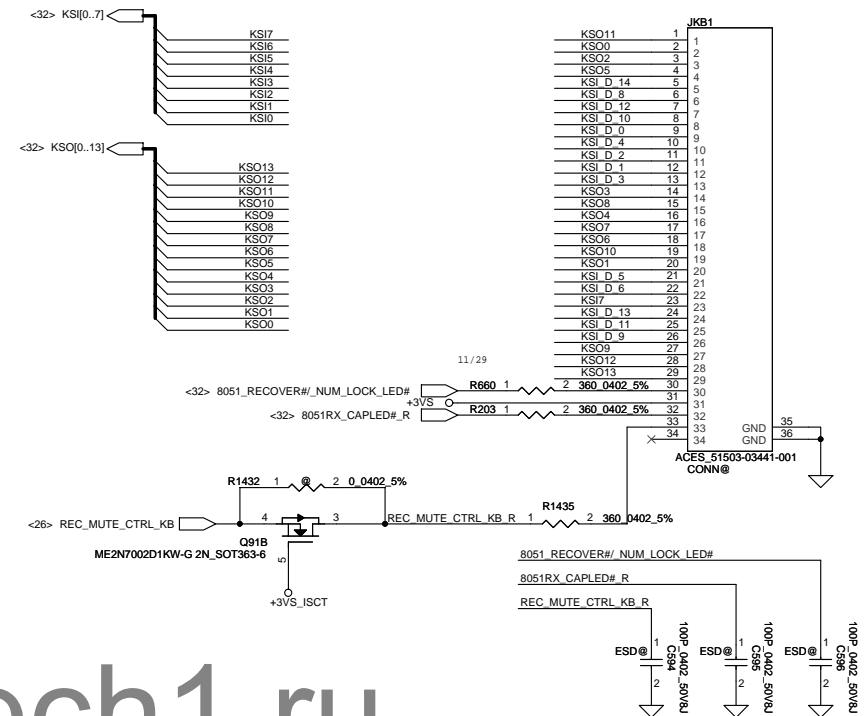 <32> KSI[0..7]
KSI7
KSI6
KSI5
KSI4
KSI3
KSI2
KSI1
KSI0
<32> KSO[0..13]
KSO13
KSO12
KSO11
KSO10
KSO9
KSO8
KSO7
KSO6
KSO5
KSO4
KSO3
KSO2
KSO1
KSO0
JKB1
KSO11 1 1
KSO0 2 2
KSO2 3 3
KSO5 4 4
KSI_D_14 5 5
KSI_D_8 6 6
KSI_D_12 7 7
KSI_D_10 8 8
KSI_D_0 9 9
KSI_D_4 10 10
KSI_D_2 11 11
KSI_D_1 12 12
KSI_D_3 13 13
KSO3 14 14
KSO8 15 15
KSO4 16 16
KSO7 17 17
KSO6 18 18
KSO10 19 19
KSO1 20 20
KSI_D_5 21 21
KSI_D_6 22 22
KSI7 23 23
KSI_D_13 24 24
KSI_D_11 25 25
KSI_D_9 26 26
KSO9 27 27
KSO12 28 28
KSO13 29 29
11/29
<32> 8051_RECOVER#/_NUM_LOCK_LED# R660 1 2 360_0402_5% 30 30
+3VS 31 31
<32> 8051RX_CAPLED#_R R203 1 2 360_0402_5% 32 32
33 33 GND 35
34 34 GND 36
ACES_51503-03441-001
CONN@
R1432 1 @ 2 0_0402_5%
<26> REC_MUTE_CTRL_KB 4 3 REC_MUTE_CTRL_KB_R R1435 1 2 360_0402_5%
Q91B
ME2N7002D1KW-G 2N_SOT363-6
5
+3VS_ISCT
8051_RECOVER#/_NUM_LOCK_LED#
8051RX_CAPLED#_R
REC_MUTE_CTRL_KB_R
ESD@ 1 2 C594 100P_0402_50V8J
ESD@ 1 2 C595 100P_0402_50V8J
ESD@ 1 2 C596 100P_0402_50V8J
och1.ru